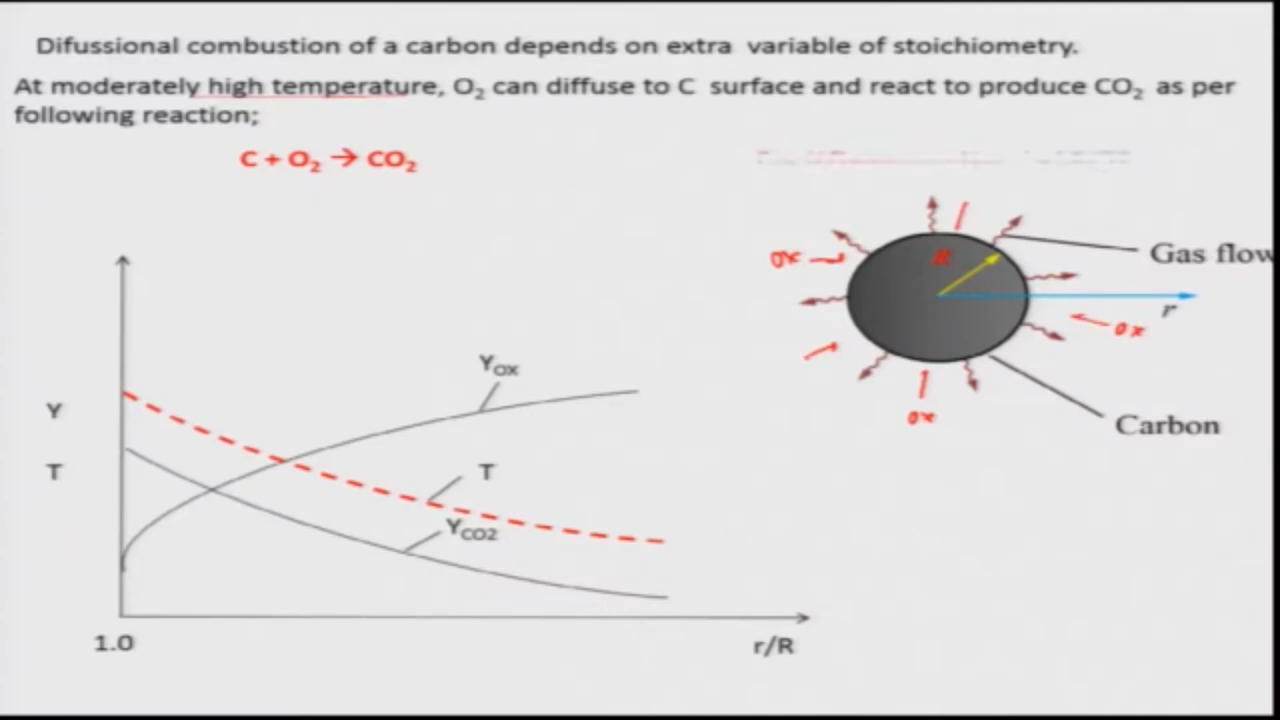 Difussional combustion of a carbon depends on extra variable of stoichiometry.
At moderately high temperature, O₂ can diffuse to C surface and react to produce CO₂ as per
following reaction;
C + O₂ → CO₂
ox
R
Gas flow
r
ox
ox
Carbon
Y_OX
Y
T
T
Y_CO2
1.0
r/R